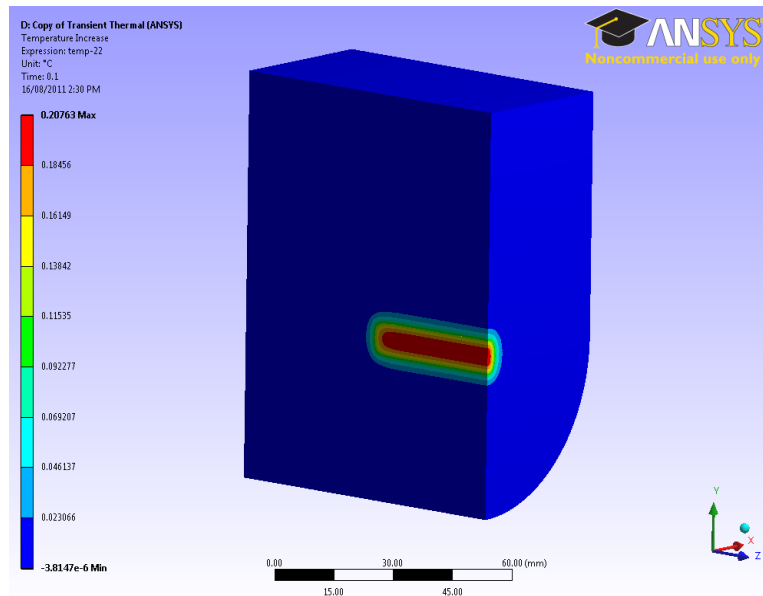 D: Copy of Transient Thermal (ANSYS)
Temperature Increase
Expression: temp-22
Unit: °C
Time: 0.1
16/08/2011 2:30 PM
ANSYS
Noncommercial use only
0.20763 Max
0.18456
0.16149
0.13842
0.11535
0.092277
0.069207
0.046137
0.023066
-3.8147e-6 Min
Y
X
Z
0.00 30.00 60.00 (mm)
15.00 45.00